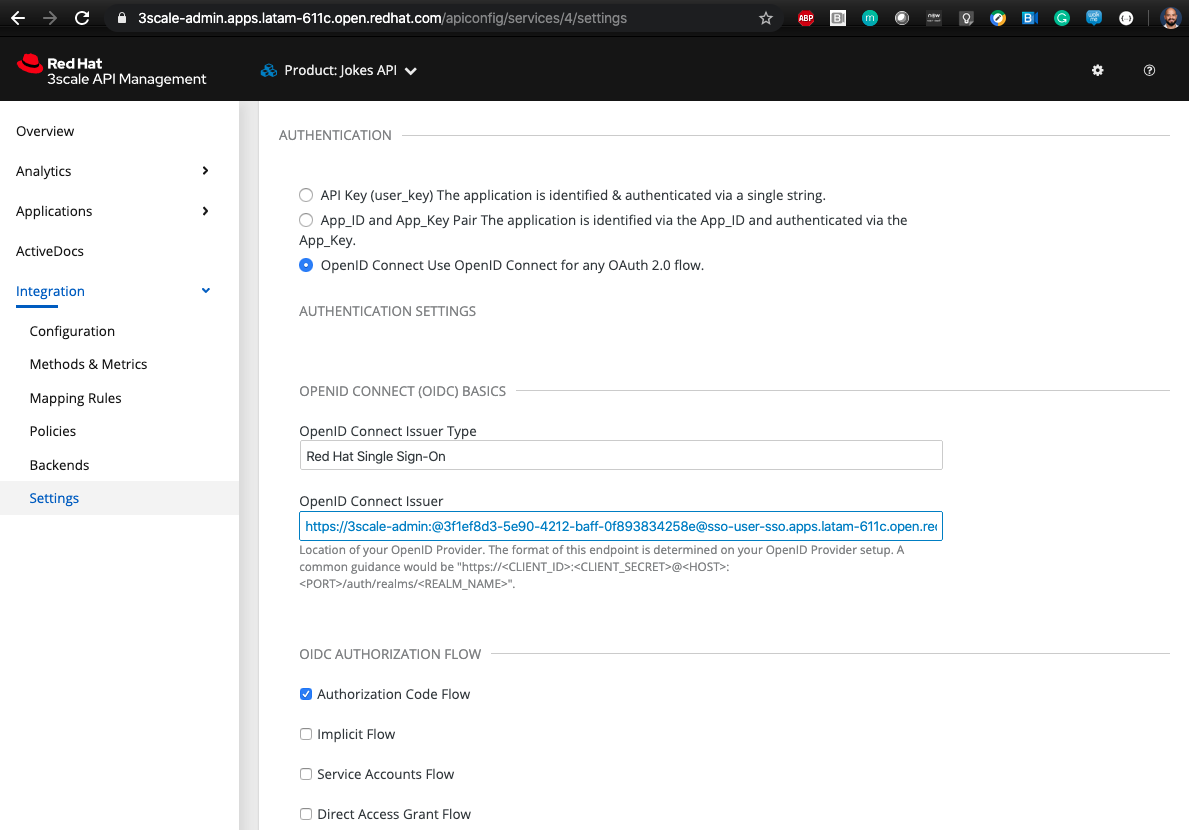 3scale-admin.apps.latam-611c.open.redhat.com/apiconfig/services/4/settings
ABP
Red Hat
3scale API Management
Product: Jokes API
Overview
Analytics
Applications
ActiveDocs
Integration
Configuration
Methods & Metrics
Mapping Rules
Policies
Backends
Settings
AUTHENTICATION
API Key (user_key) The application is identified & authenticated via a single string.
App_ID and App_Key Pair The application is identified via the App_ID and authenticated via the
App_Key.
OpenID Connect Use OpenID Connect for any OAuth 2.0 flow.
AUTHENTICATION SETTINGS
OPENID CONNECT (OIDC) BASICS
OpenID Connect Issuer Type
Red Hat Single Sign-On
OpenID Connect Issuer
https://3scale-admin:@3f1ef8d3-5e90-4212-baff-0f893834258e@sso-user-sso.apps.latam-611c.open.re
Location of your OpenID Provider. The format of this endpoint is determined on your OpenID Provider setup. A
common guidance would be "https://<CLIENT_ID>:<CLIENT_SECRET>@<HOST>:
<PORT>/auth/realms/<REALM_NAME>".
OIDC AUTHORIZATION FLOW
Authorization Code Flow
Implicit Flow
Service Accounts Flow
Direct Access Grant Flow